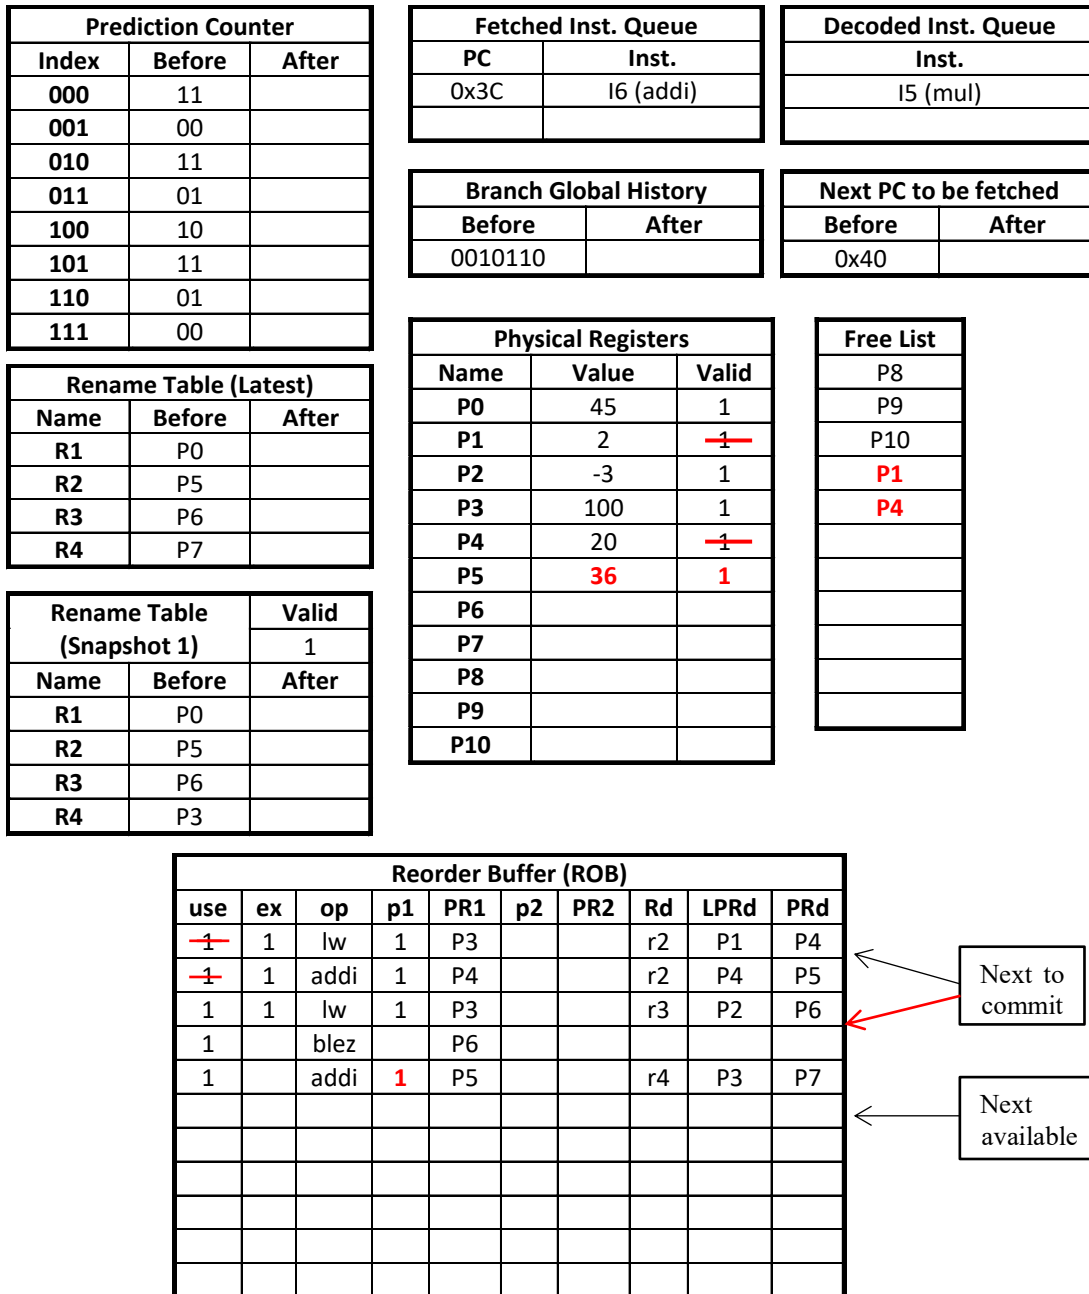 Prediction Counter
Index Before After
000 11
001 00
010 11
011 01
100 10
101 11
110 01
111 00
Fetched Inst. Queue
PC Inst.
0x3C I6 (addi)
Decoded Inst. Queue
Inst.
I5 (mul)
Branch Global History
Before After
0010110
Next PC to be fetched
Before After
0x40
Rename Table (Latest)
Name Before After
R1 P0
R2 P5
R3 P6
R4 P7
Rename Table Valid
(Snapshot 1) 1
Name Before After
R1 P0
R2 P5
R3 P6
R4 P3
Physical Registers
Name Value Valid
P0 45 1
P1 2 1
P2 -3 1
P3 100 1
P4 20 1
P5 36 1
P6
P7
P8
P9
P10
Free List
P8
P9
P10
P1
P4
Reorder Buffer (ROB)
use ex op p1 PR1 p2 PR2 Rd LPRd PRd
1 1 lw 1 P3 r2 P1 P4
1 1 addi 1 P4 r2 P4 P5
1 1 lw 1 P3 r3 P2 P6
1 blez P6
1 addi 1 P5 r4 P3 P7
Next to
commit
Next
available